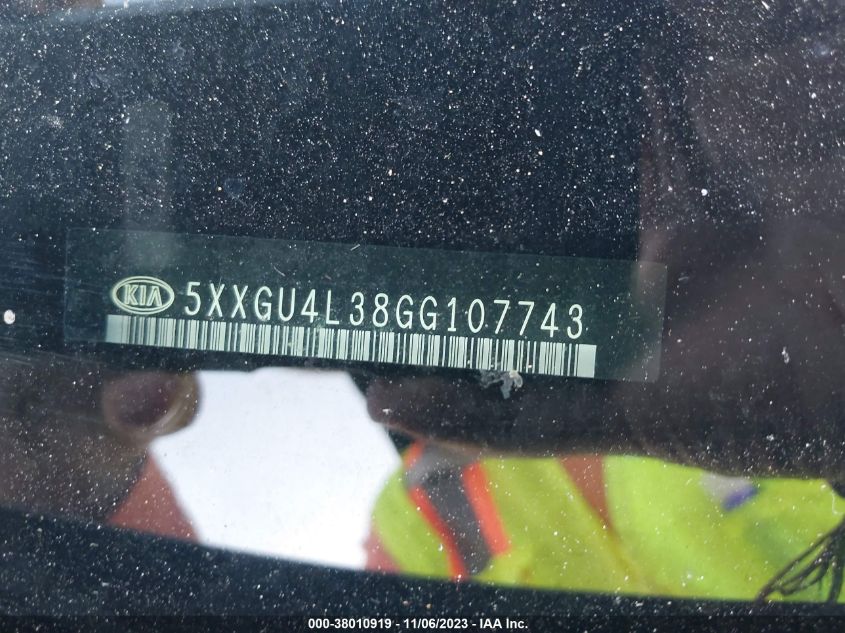 KIA 5XXGU4L38GG107743
000-38010919 - 11/06/2023 - IAA Inc.